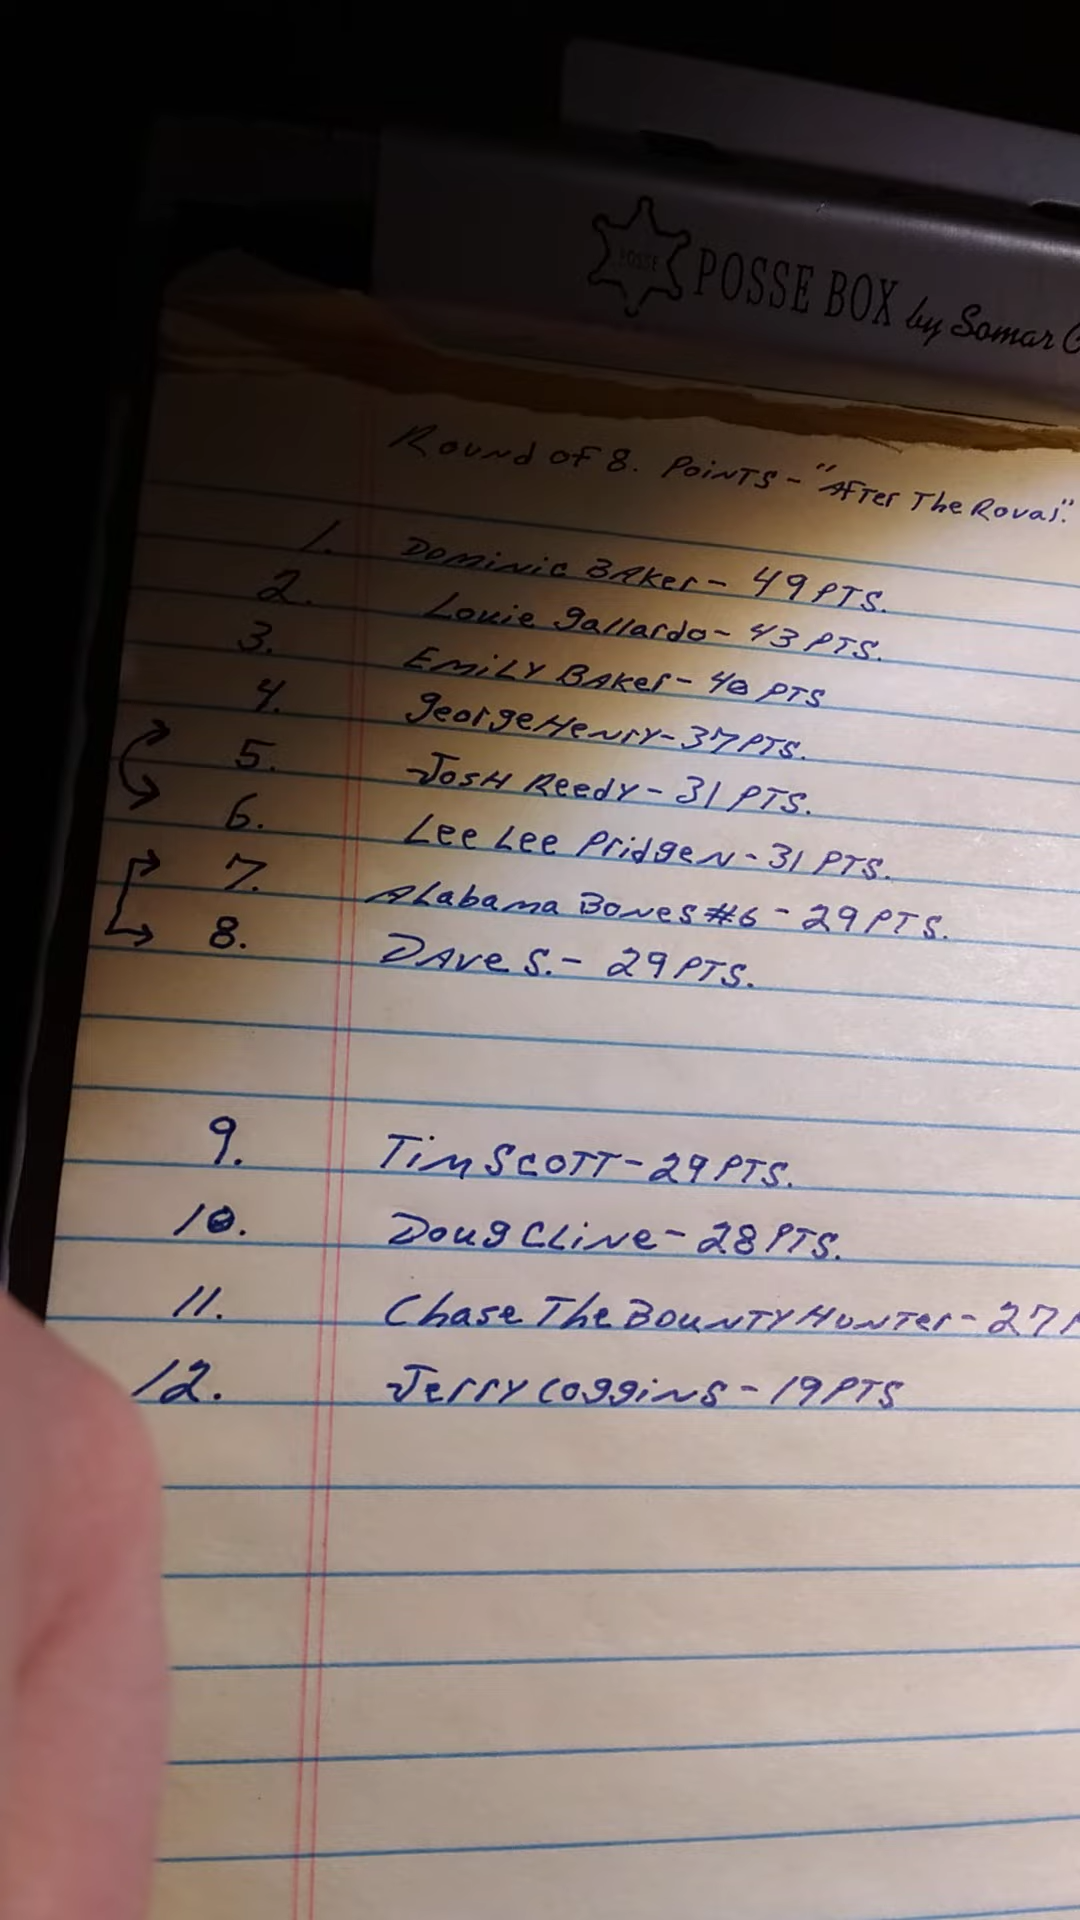 POSSE
POSSE BOX by Somar
Round of 8. Points - "After The Roval".
1. Dominic Baker - 49 PTS.
2. Louie Gallardo - 43 PTS.
3. Emily Baker - 40 PTS
4. George Henry - 37 PTS.
5. Josh Reedy - 31 PTS.
6. Lee Lee Pridgen - 31 PTS.
7. Alabama Bones #6 - 29 PTS.
8. Dave S. - 29 PTS.
9. Tim Scott - 29 PTS.
10. Doug Cline - 28 PTS.
11. Chase The Bounty Hunter - 27 P
12. Jerry Coggins - 19 PTS